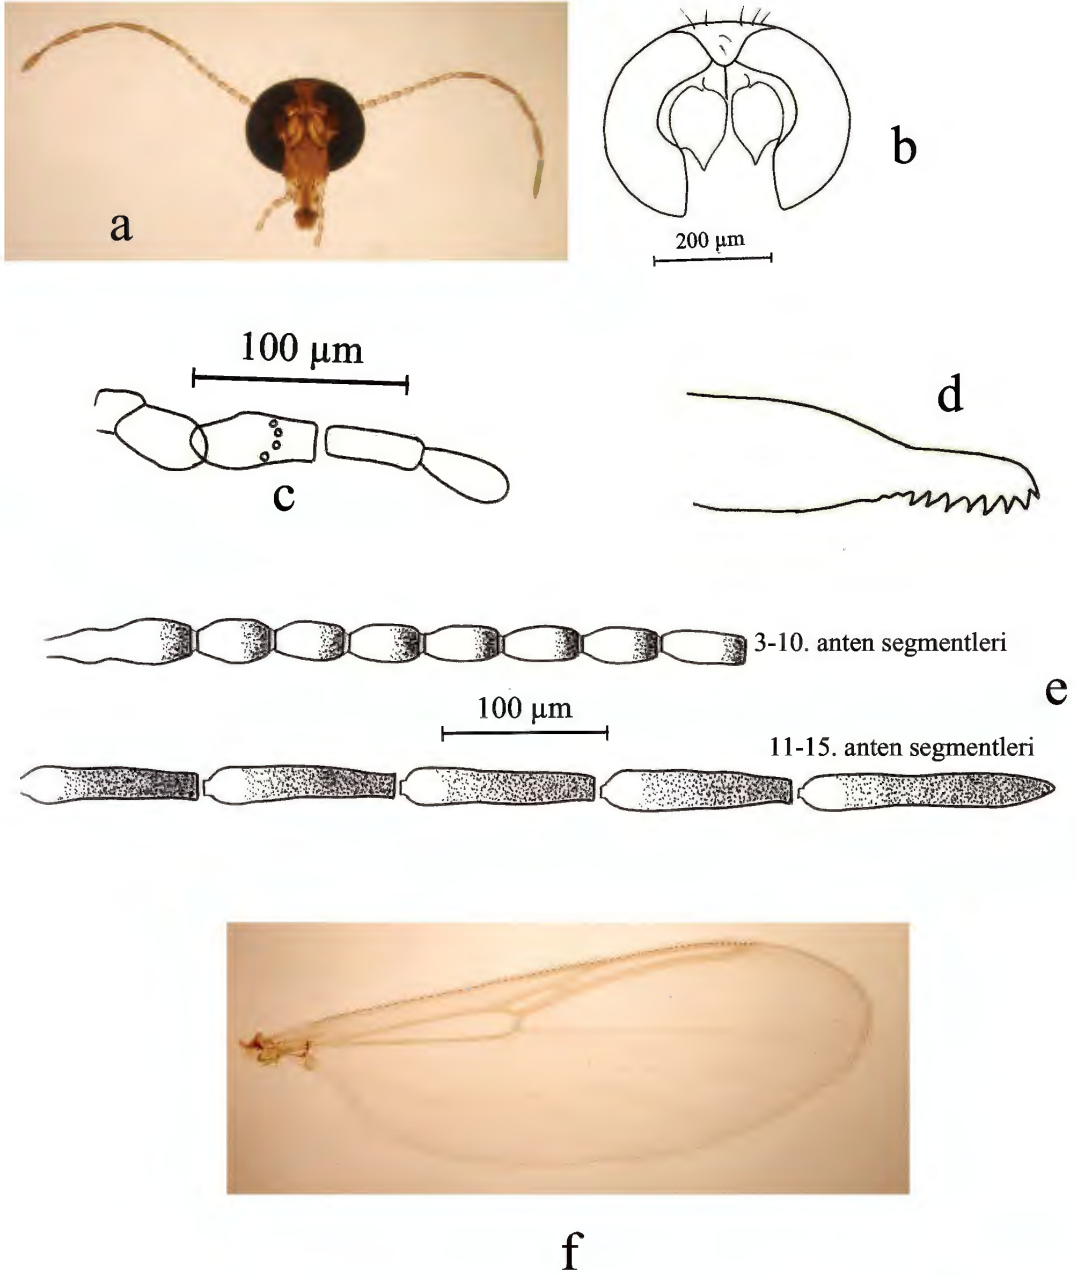 a
b
200 µm
100 µm
c
d
3-10. anten segmentleri
e
100 µm
11-15. anten segmentleri
f